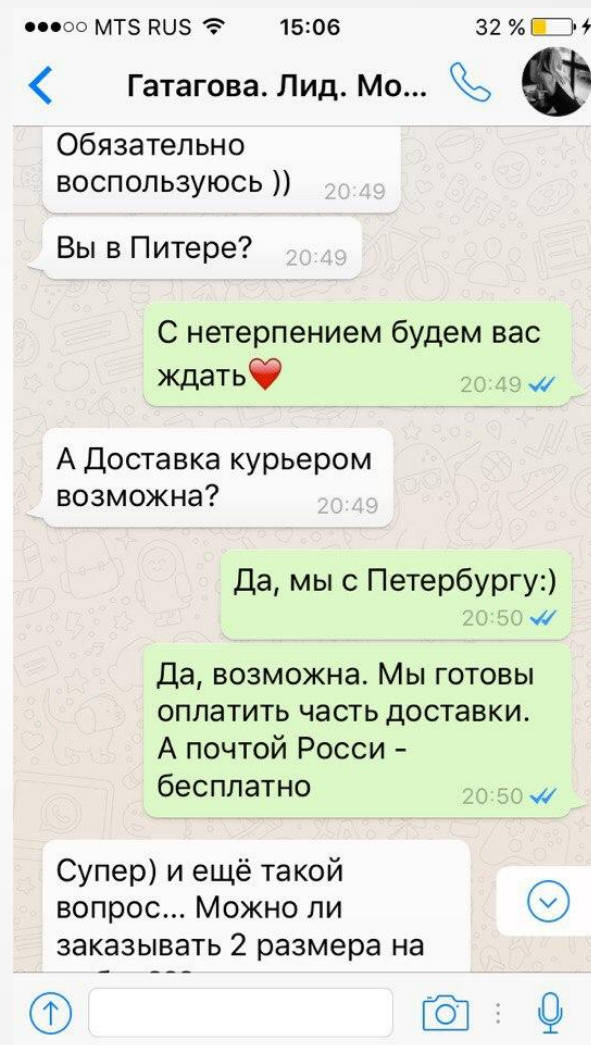 MTS RUS 15:06 32 %
Гатагова. Лид. Мо...
Обязательно
воспользуюсь )) 20:49
Вы в Питере? 20:49
С нетерпением будем вас
ждать❤️ 20:49
А Доставка курьером
возможна? 20:49
Да, мы с Петербургу:)
20:50
Да, возможна. Мы готовы
оплатить часть доставки.
А почтой Росси -
бесплатно 20:50
Супер) и ещё такой
вопрос... Можно ли
заказывать 2 размера на